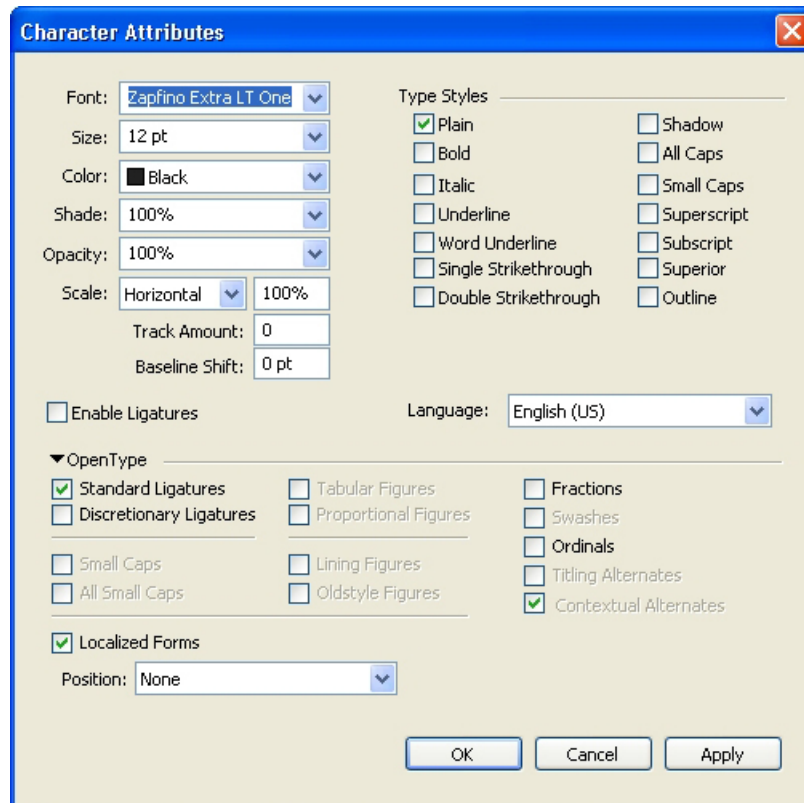 Character Attributes
Font: Zapfino Extra LT One
Size: 12 pt
Color: Black
Shade: 100%
Opacity: 100%
Scale: Horizontal 100%
Track Amount: 0
Baseline Shift: 0 pt
Type Styles
Plain
Bold
Italic
Underline
Word Underline
Single Strikethrough
Double Strikethrough
Shadow
All Caps
Small Caps
Superscript
Subscript
Superior
Outline
Enable Ligatures
Language: English (US)
OpenType
Standard Ligatures
Discretionary Ligatures
Small Caps
All Small Caps
Tabular Figures
Proportional Figures
Lining Figures
Oldstyle Figures
Fractions
Swashes
Ordinals
Titling Alternates
Contextual Alternates
Localized Forms
Position: None
OK Cancel Apply